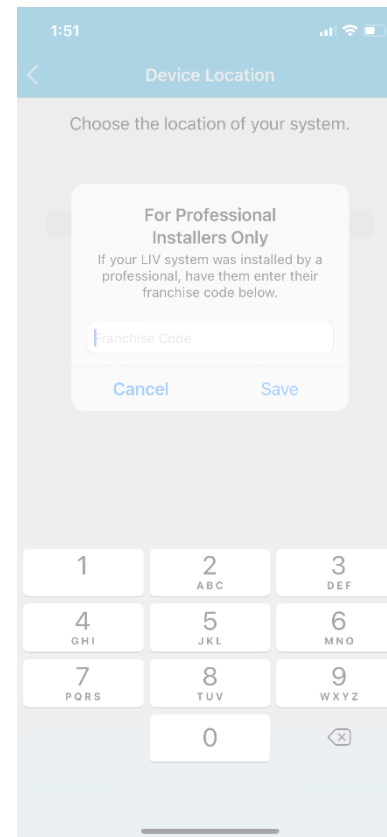 1:51
Device Location
Choose the location of your system.
For Professional
Installers Only
If your LIV system was installed by a
professional, have them enter their
franchise code below.
Franchise Code
Cancel Save
1 2 3
ABC DEF
4 5 6
GHI JKL MNO
7 8 9
PQRS TUV WXYZ
0